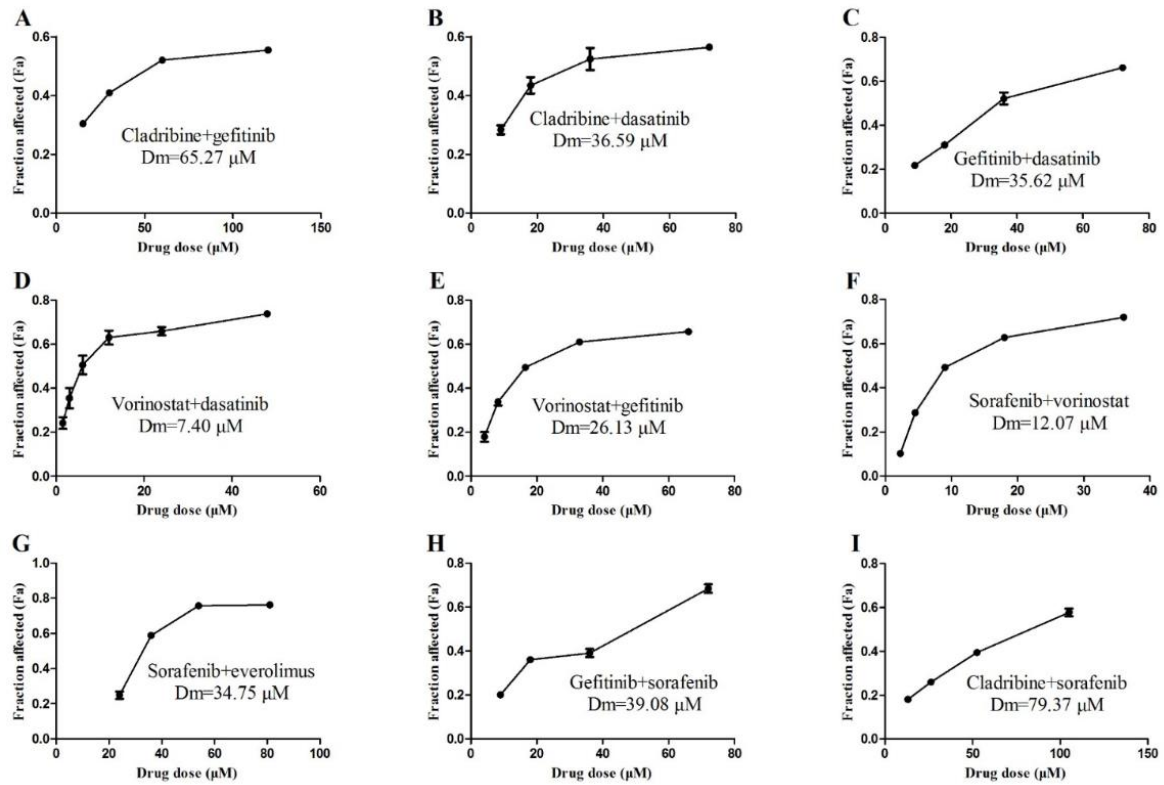 A
Fraction affected (Fa)
0.6
0.4
0.2
0.0
Cladribine+gefitinib
Dm=65.27 μM
0 50 100 150
Drug dose (μM)
B
Fraction affected (Fa)
0.6
0.4
0.2
0.0
Cladribine+dasatinib
Dm=36.59 μM
0 20 40 60 80
Drug dose (μM)
C
Fraction affected (Fa)
0.8
0.6
0.4
0.2
0.0
Gefitinib+dasatinib
Dm=35.62 μM
0 20 40 60 80
Drug dose (μM)
D
Fraction affected (Fa)
0.8
0.6
0.4
0.2
0.0
Vorinostat+dasatinib
Dm=7.40 μM
0 20 40 60
Drug dose (μM)
E
Fraction affected (Fa)
0.8
0.6
0.4
0.2
0.0
Vorinostat+gefitinib
Dm=26.13 μM
0 20 40 60 80
Drug dose (μM)
F
Fraction affected (Fa)
0.8
0.6
0.4
0.2
0.0
Sorafenib+vorinostat
Dm=12.07 μM
0 10 20 30 40
Drug dose (μM)
G
Fraction affected (Fa)
1.0
0.8
0.6
0.4
0.2
0.0
Sorafenib+everolimus
Dm=34.75 μM
0 20 40 60 80 100
Drug dose (μM)
H
Fraction affected (Fa)
0.8
0.6
0.4
0.2
0.0
Gefitinib+sorafenib
Dm=39.08 μM
0 20 40 60 80
Drug dose (μM)
I
Fraction affected (Fa)
0.8
0.6
0.4
0.2
0.0
Cladribine+sorafenib
Dm=79.37 μM
0 50 100 150
Drug dose (μM)